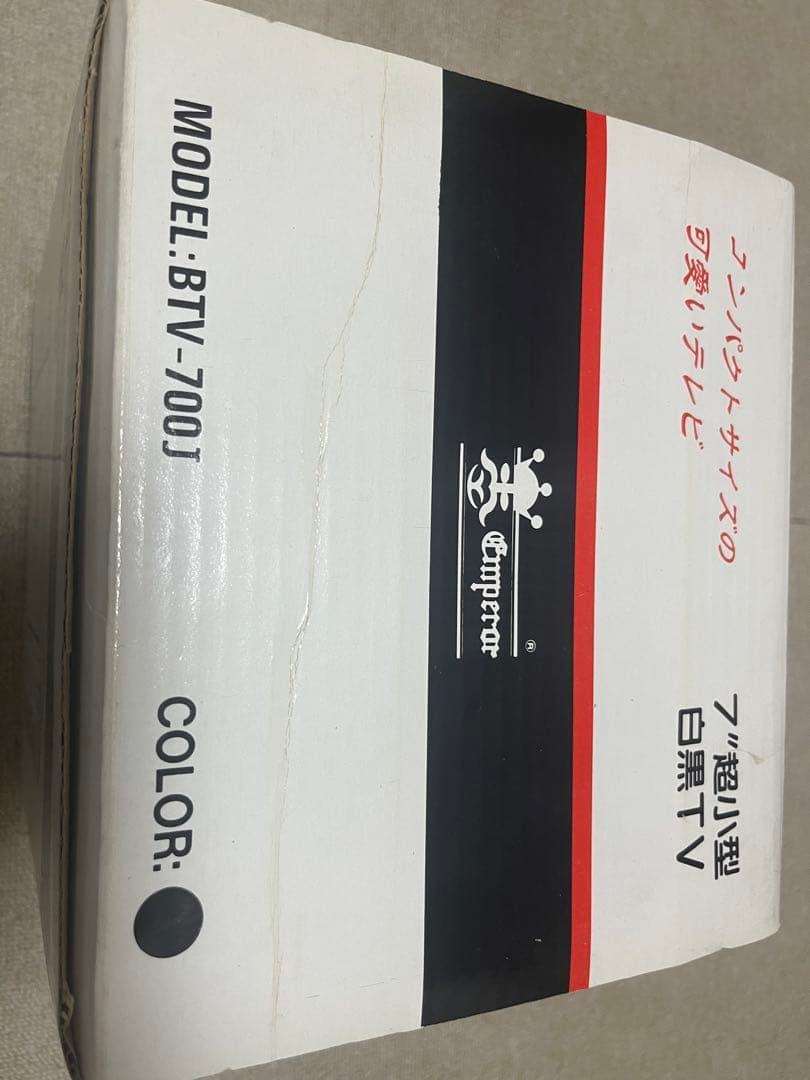 コンパクトサイズの
可愛いテレビ
7″超小型
白黒TV
Emperor ®
MODEL:BTV-700J
COLOR: